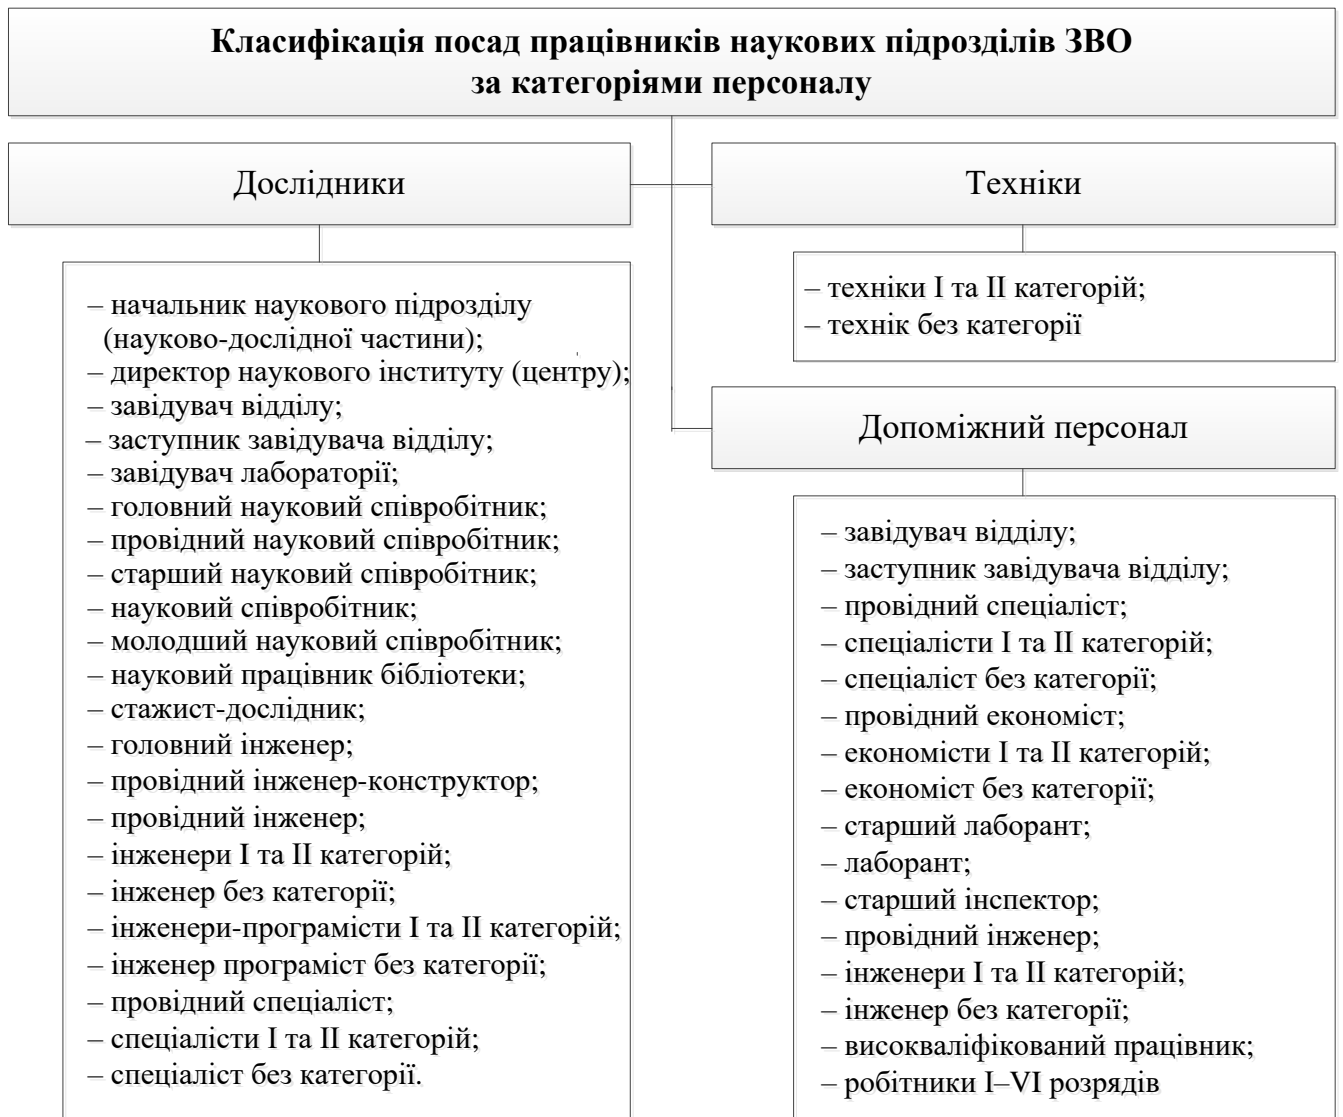 Класифікація посад працівників наукових підрозділів ЗВО
за категоріями персоналу
Дослідники
– начальник наукового підрозділу
(науково-дослідної частини);
– директор наукового інституту (центру);
– завідувач відділу;
– заступник завідувача відділу;
– завідувач лабораторії;
– головний науковий співробітник;
– провідний науковий співробітник;
– старший науковий співробітник;
– науковий співробітник;
– молодший науковий співробітник;
– науковий працівник бібліотеки;
– стажист-дослідник;
– головний інженер;
– провідний інженер-конструктор;
– провідний інженер;
– інженери І та ІІ категорій;
– інженер без категорії;
– інженери-програмісти І та ІІ категорій;
– інженер програміст без категорії;
– провідний спеціаліст;
– спеціалісти І та ІІ категорій;
– спеціаліст без категорії.
Техніки
– техніки І та ІІ категорій;
– технік без категорії
Допоміжний персонал
– завідувач відділу;
– заступник завідувача відділу;
– провідний спеціаліст;
– спеціалісти І та ІІ категорій;
– спеціаліст без категорії;
– провідний економіст;
– економісти І та ІІ категорій;
– економіст без категорії;
– старший лаборант;
– лаборант;
– старший інспектор;
– провідний інженер;
– інженери І та ІІ категорій;
– інженер без категорії;
– висококваліфікований працівник;
– робітники І–VІ розрядів